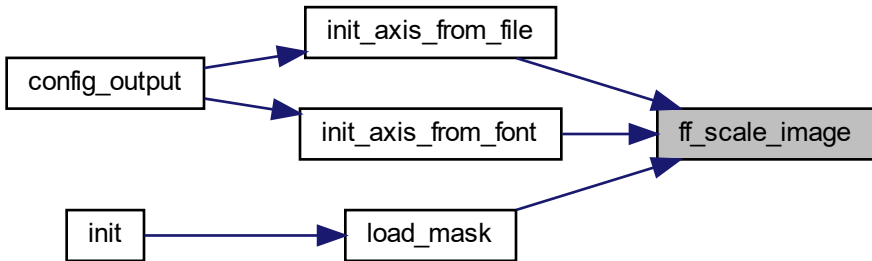 init_axis_from_file
config_output
init_axis_from_font
ff_scale_image
init
load_mask